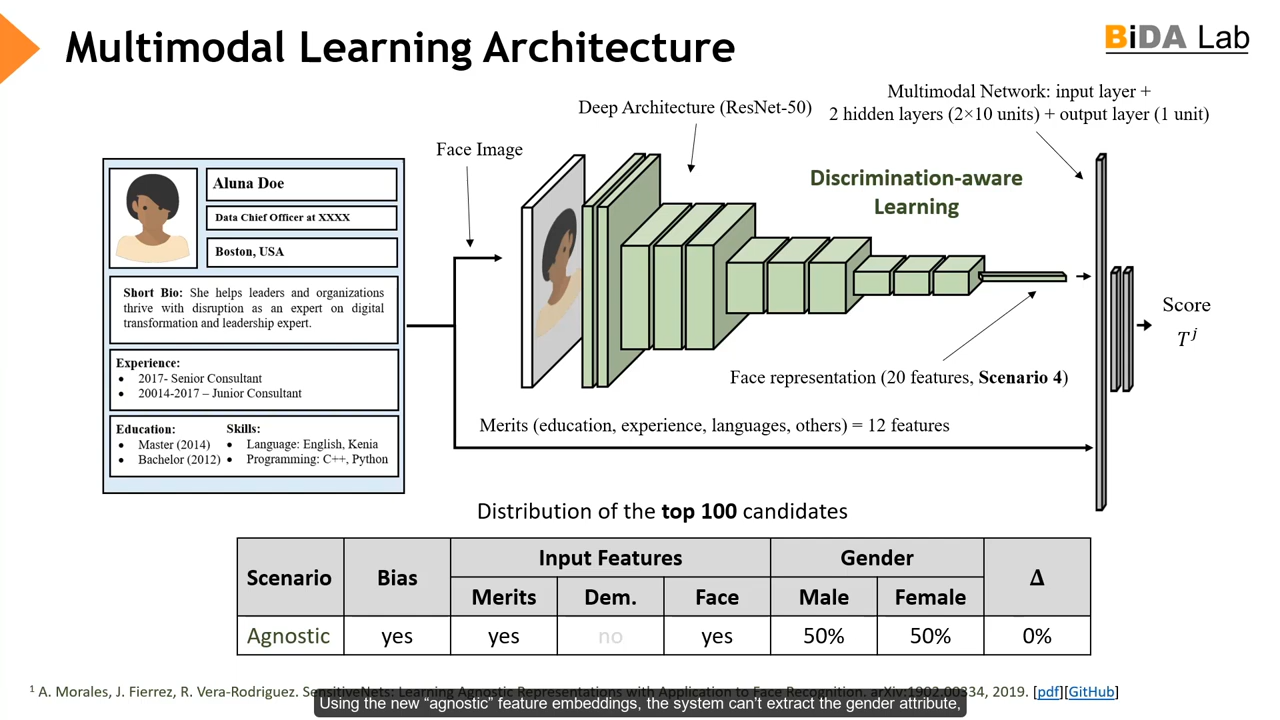 Multimodal Learning Architecture
BiDA Lab
Multimodal Network: input layer +
2 hidden layers (2×10 units) + output layer (1 unit)
Deep Architecture (ResNet-50)
Face Image
Discrimination-aware
Learning
Aluna Doe
Data Chief Officer at XXXX
Boston, USA
Short Bio: She helps leaders and organizations
thrive with disruption as an expert on digital
transformation and leadership expert.
Experience:
• 2017- Senior Consultant
• 20014-2017 – Junior Consultant
Education:
• Master (2014)
• Bachelor (2012)
Skills:
• Language: English, Kenia
• Programming: C++, Python
Score
T^j
Face representation (20 features, Scenario 4)
Merits (education, experience, languages, others) = 12 features
Distribution of the top 100 candidates
Scenario Bias Input Features Gender Δ
Merits Dem. Face Male Female
Agnostic yes yes no yes 50% 50% 0%
1 A. Morales, J. Fierrez, R. Vera-Rodriguez. SensitiveNets: Learning Agnostic Representations with Application to Face Recognition. arXiv:1902.00334, 2019. [pdf][GitHub]
Using the new “agnostic” feature embeddings, the system can’t extract the gender attribute,